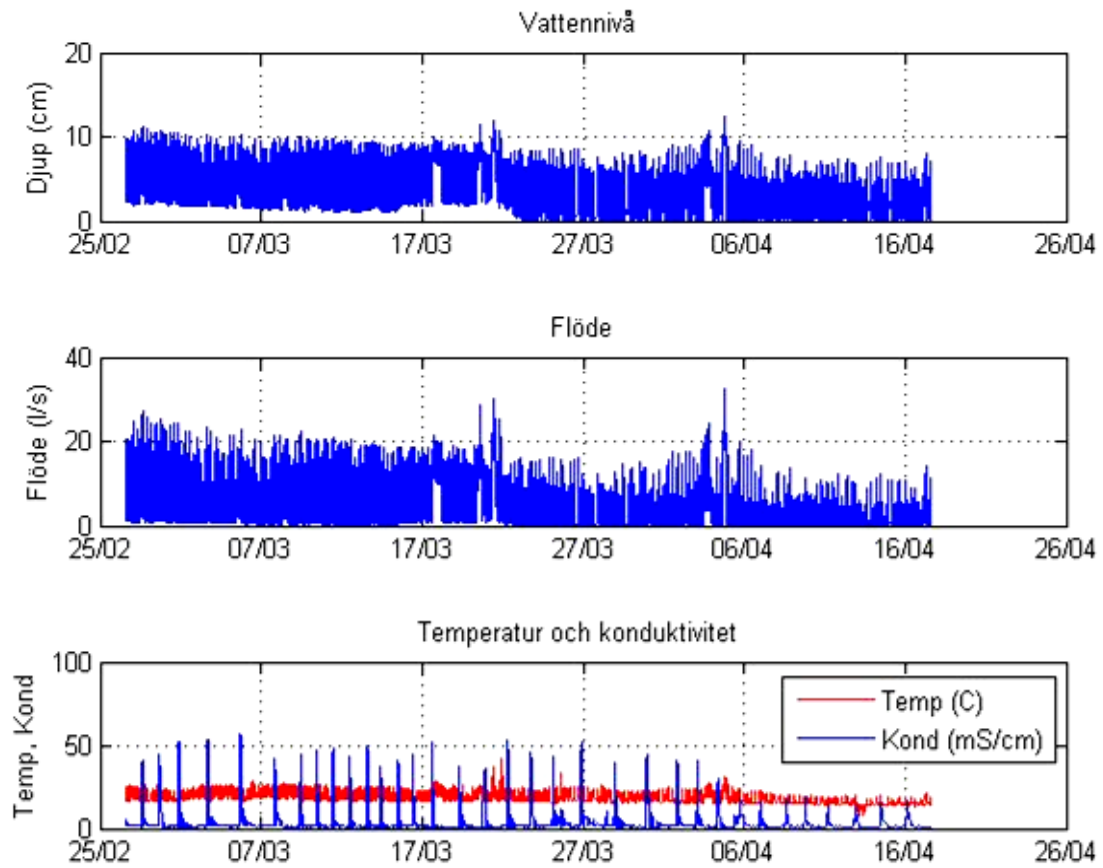 Vattennivå
Djup (cm)
20
10
0
25/02 07/03 17/03 27/03 06/04 16/04 26/04
Flöde
Flöde (l/s)
40
20
0
25/02 07/03 17/03 27/03 06/04 16/04 26/04
Temperatur och konduktivitet
Temp, Kond
100
50
0
Temp (C)
Kond (mS/cm)
25/02 07/03 17/03 27/03 06/04 16/04 26/04